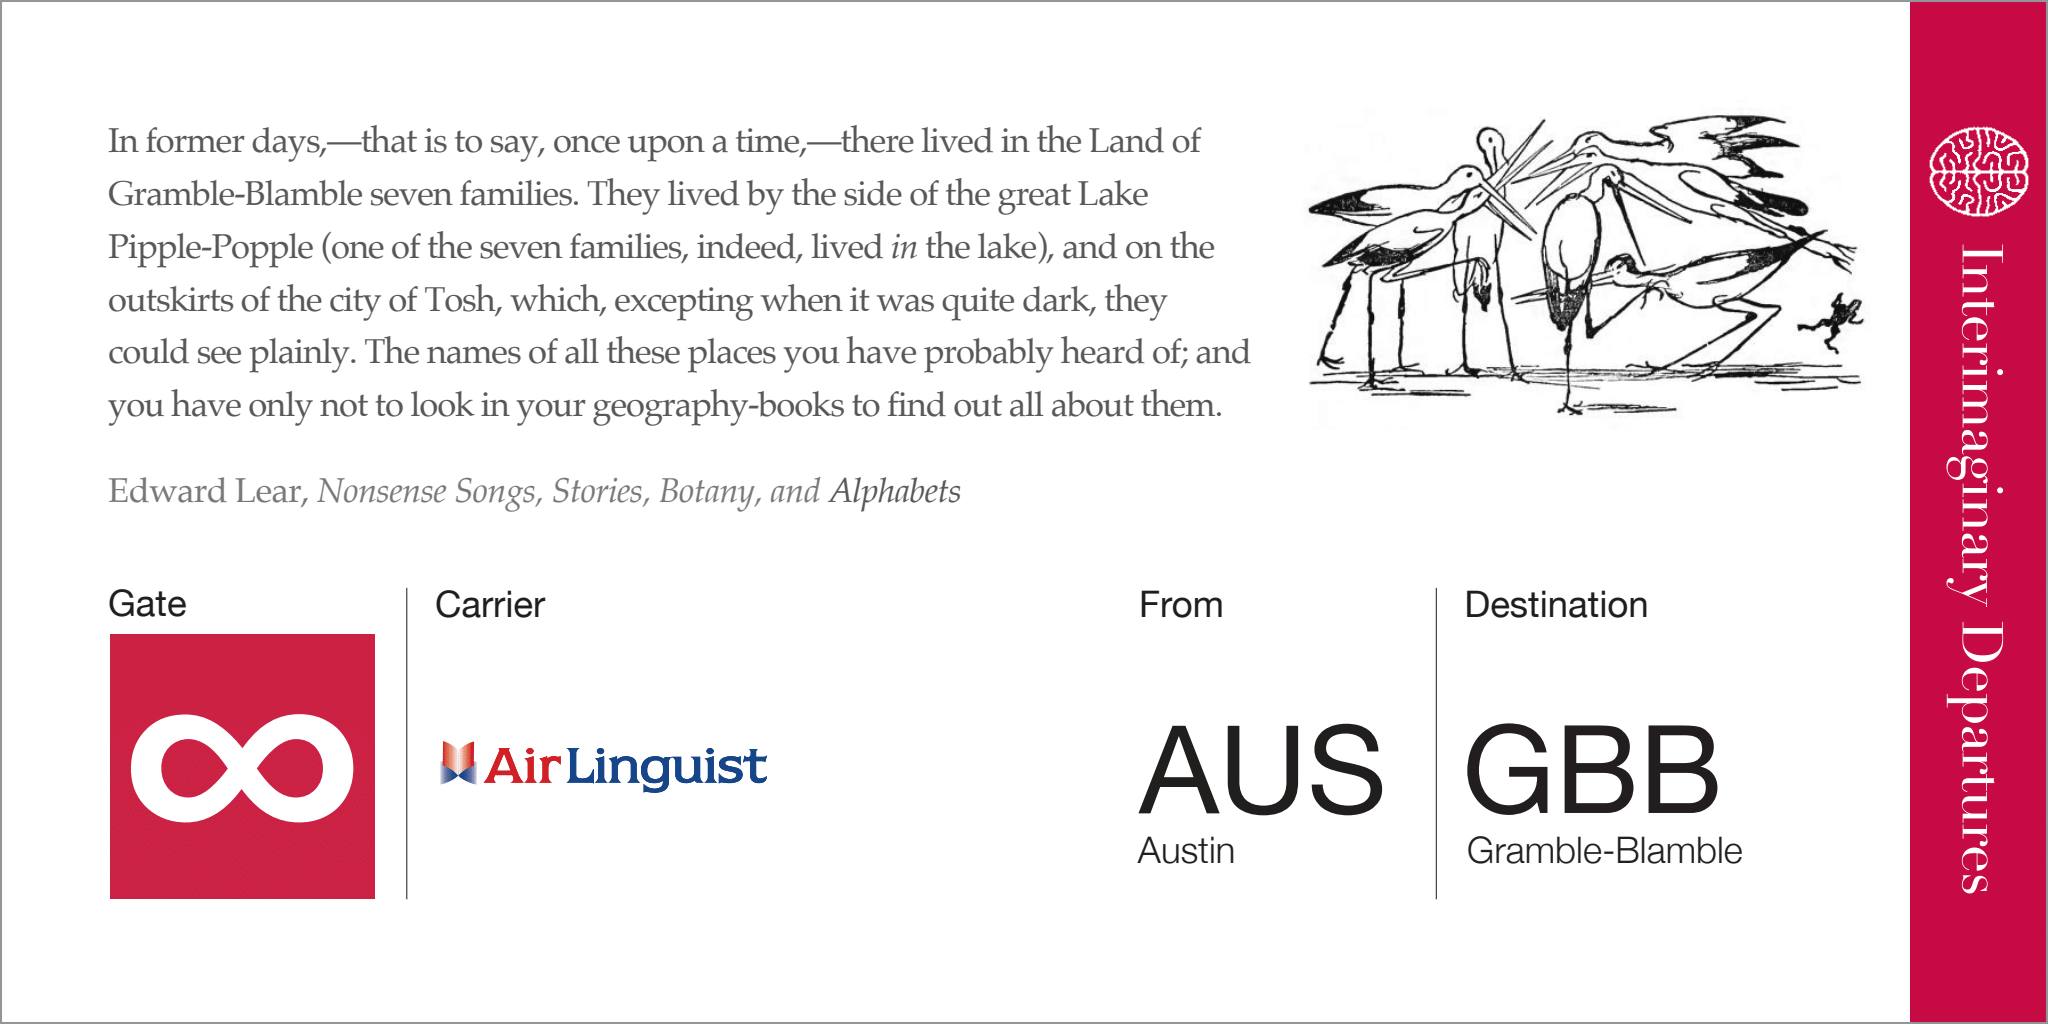 In former days,—that is to say, once upon a time,—there lived in the Land of
Gramble-Blamble seven families. They lived by the side of the great Lake
Pipple-Popple (one of the seven families, indeed, lived in the lake), and on the
outskirts of the city of Tosh, which, excepting when it was quite dark, they
could see plainly. The names of all these places you have probably heard of; and
you have only not to look in your geography-books to find out all about them.
Edward Lear, Nonsense Songs, Stories, Botany, and Alphabets
Gate
∞
Carrier
Air Linguist
From
AUS
Austin
Destination
GBB
Gramble-Blamble
Interimaginary Departures